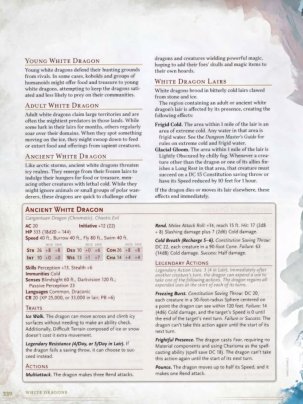 YOUNG WHITE DRAGON
Young white dragons defend their hunting grounds
from rivals. In some cases, kobolds and groups of
humanoids might offer food and treasure to young
white dragons, attempting to keep the dragons sati-
ated and less likely to prey on their communities.
ADULT WHITE DRAGON
Adult white dragons claim large territories and are
often the mightiest predators in those lands. While
some lurk in their lairs for months, others regularly
soar over their domains. When they spot something
moving on the ice, they might swoop down to feed
or extort food and offerings from tapest creatures.
ANCIENT WHITE DRAGON
Like arctic storms, ancient white dragons threaten
icy realms. They emerge from their frozen lairs to
indulge their hungers for food or treasure, men-
acing other creatures with lethal cold. While they
might ignore animals or small groups of polar wan-
derers, these dragons are quick to challenge other
dragons and creatures wielding powerful magic,
hoping to add their foes' skulls and magic items to
their own hoards.
WHITE DRAGON LAIRS
White dragons brood in bitterly cold lairs clawed
from stone and ice.
The region containing an adult or ancient white
dragon's lair is affected by its presence, creating the
following effects:
Frigid Cold. The area within 1 mile of the lair is an
area of extreme cold. Any water in that area is
frigid water. See the Dungeon Master's Guide for
rules on extreme cold and frigid water.
Glacial Gloom. The area within 1 mile of the lair is
Lightly Obscured by chilly fog. Whenever a crea-
ture other than the dragon or one of its allies fin-
ishes a Long Rest in that area, that creature must
succeed on a DC 15 Constitution saving throw or
have its Speed reduced by 10 feet for 1 hour.
If the dragon dies or moves its lair elsewhere, these
effects end immediately.
ANCIENT WHITE DRAGON
Gargantuan Dragon (Chromatic), Chaotic Evil
AC 20 Initiative +12 (22)
HP 333 (18d20 + 144)
Speed 40 ft., Burrow 40 ft., Fly 80 ft., Swim 40 ft.
Str 26 +8 +8 Dex 10 +0 +6 Con 26 +8 +8
Int 10 +0 +0 Wis 13 +1 +7 Cha 18 +4 +4
Skills Perception +13, Stealth +6
Immunities Cold
Senses Blindsight 60 ft., Darkvision 120 ft.;
Passive Perception 23
Languages Common, Draconic
CR 20 (XP 25,000, or 33,000 in lair; PB +6)
TRAITS
Ice Walk. The dragon can move across and climb icy
surfaces without needing to make an ability check.
Additionally, Difficult Terrain composed of ice or snow
doesn't cost it extra movement.
Legendary Resistance (4/Day, or 5/Day in Lair). If
the dragon fails a saving throw, it can choose to suc-
ceed instead.
ACTIONS
Multiattack. The dragon makes three Rend attacks.
Rend. Melee Attack Roll: +14, reach 15 ft. Hit: 17 (2d8
+ 8) Slashing damage plus 7 (2d6) Cold damage.
Cold Breath (Recharge 5–6). Constitution Saving Throw:
DC 22, each creature in a 90-foot Cone. Failure: 63
(14d8) Cold damage. Success: Half damage.
LEGENDARY ACTIONS
Legendary Action Uses: 3 (4 in Lair). Immediately after
another creature's turn, the dragon can expend a use to
take one of the following actions. The dragon regains all
expended uses at the start of each of its turns.
Freezing Burst. Constitution Saving Throw: DC 20,
each creature in a 30-foot-radius Sphere centered on
a point the dragon can see within 120 feet. Failure: 14
(4d6) Cold damage, and the target's Speed is 0 until
the end of the target's next turn. Failure or Success: The
dragon can't take this action again until the start of its
next turn.
Frightful Presence. The dragon casts Fear, requiring no
Material components and using Charisma as the spell-
casting ability (spell save DC 18). The dragon can't take
this action again until the start of its next turn.
Pounce. The dragon moves up to half its Speed, and it
makes one Rend attack.
WHITE DRAGONS